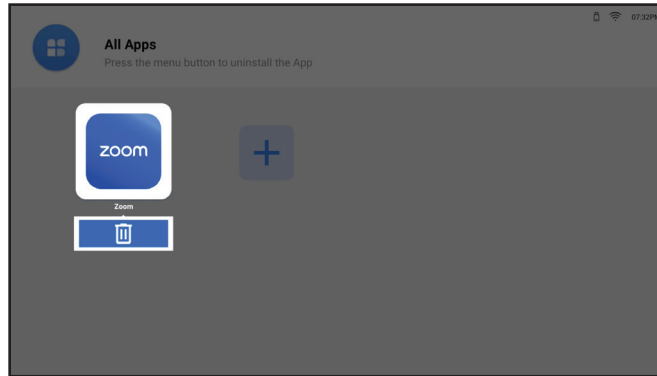 07:32PM
All Apps
Press the menu button to uninstall the App
zoom
Zoom